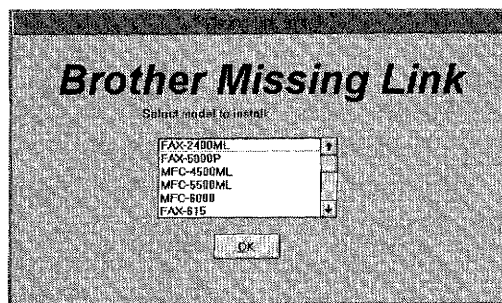 Brother Missing Link
Select model to install:
FAX-2400ML
FAX-5000P
MFC-4500ML
MFC-5500ML
MFC-6000
FAX-615
OK